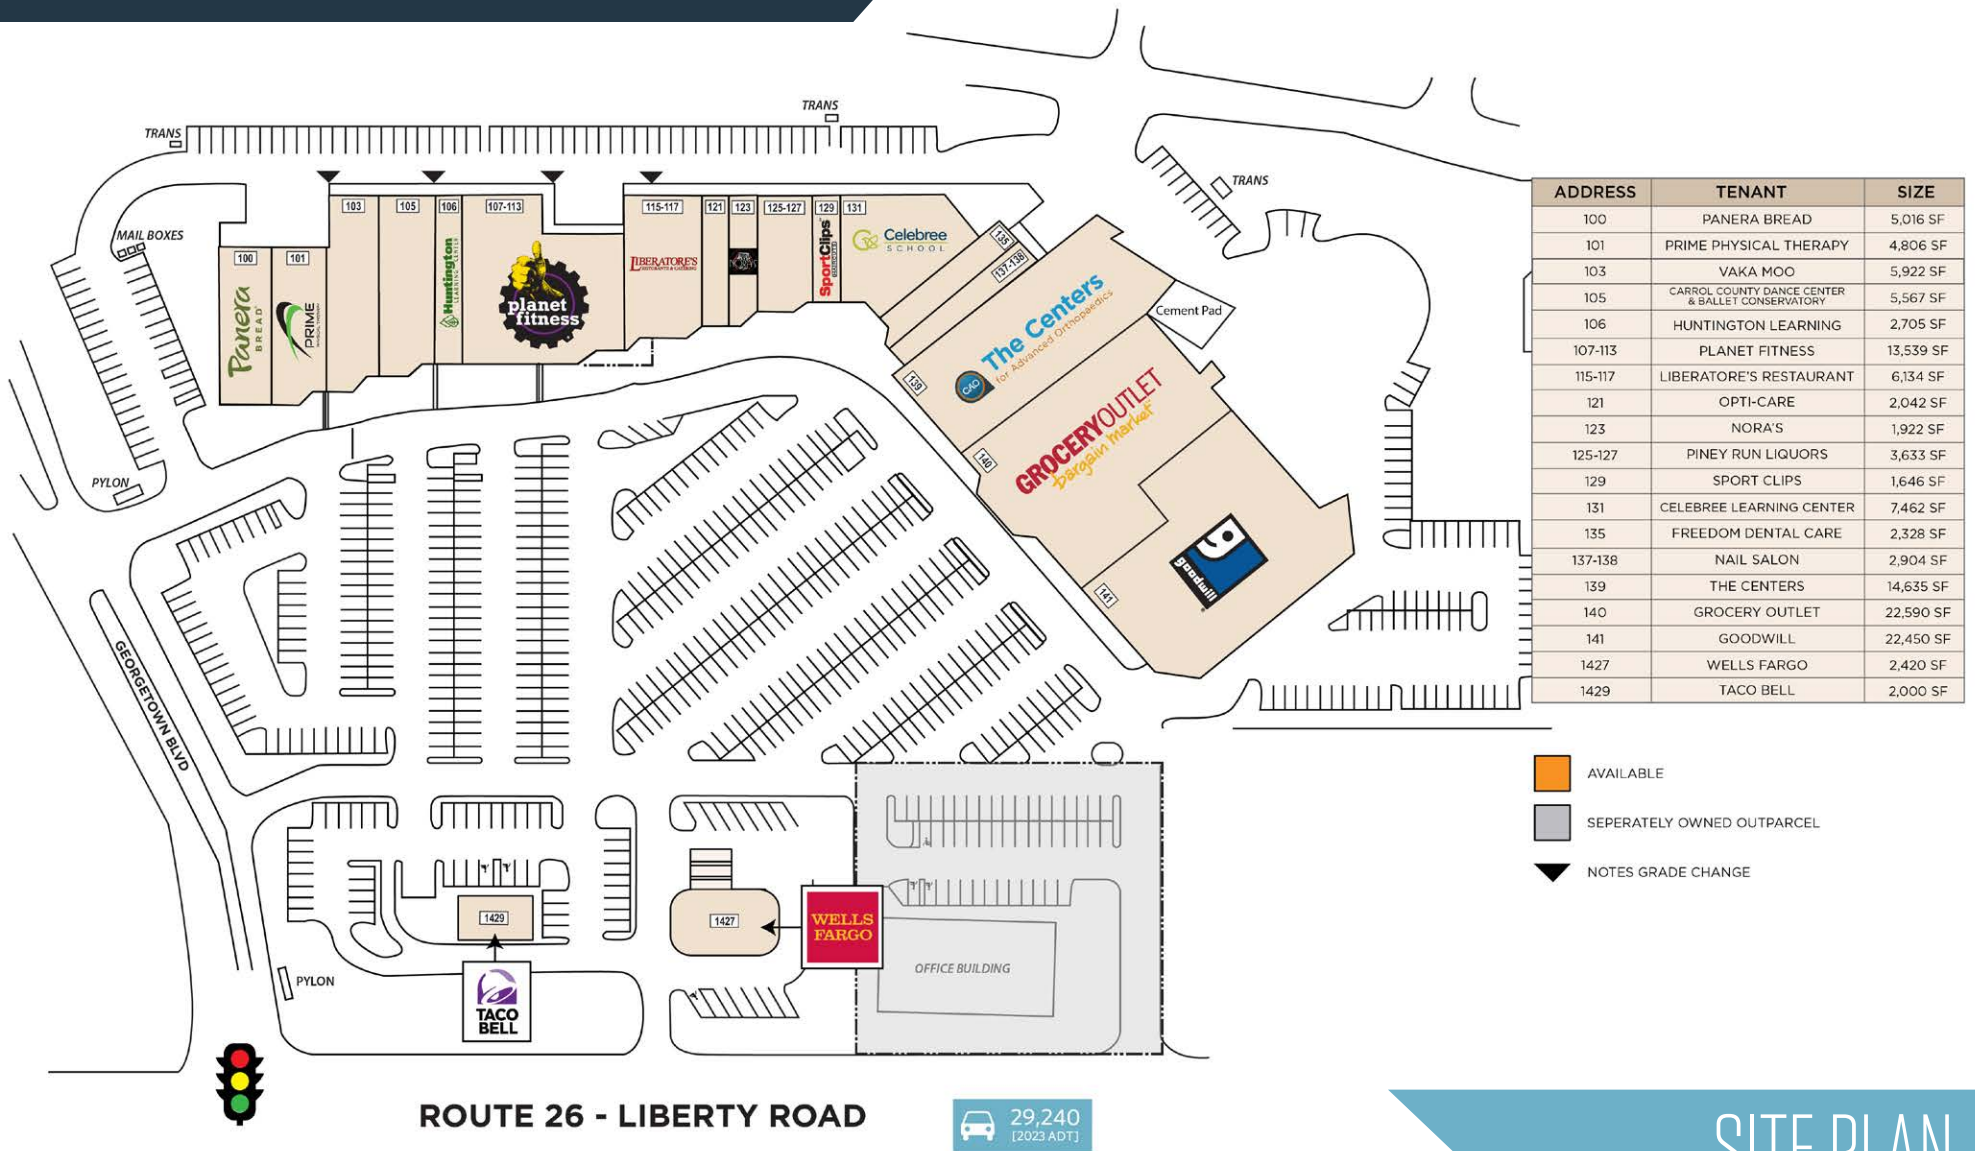 TRANS
TRANS
TRANS
MAIL BOXES
103
105
106
107-113
115-117
121
123
125-127
129
131
135
137-138
100
101
Panera
BREAD
PRIME
Huntington
LEARNING CENTER
planet
fitness
LIBERATORE'S
SportClips
Celebree
SCHOOL
The Centers
for Advanced Orthopaedics
CAO
Cement Pad
139
GROCERY OUTLET
bargain market
140
goodwill
141
PYLON
GEORGETOWN BLVD
1429
1427
WELLS
FARGO
OFFICE BUILDING
PYLON
TACO
BELL
ROUTE 26 - LIBERTY ROAD
29,240
[2023 ADT]
ADDRESS TENANT SIZE
100 PANERA BREAD 5,016 SF
101 PRIME PHYSICAL THERAPY 4,806 SF
103 VAKA MOO 5,922 SF
105 CARROL COUNTY DANCE CENTER & BALLET CONSERVATORY 5,567 SF
106 HUNTINGTON LEARNING 2,705 SF
107-113 PLANET FITNESS 13,539 SF
115-117 LIBERATORE'S RESTAURANT 6,134 SF
121 OPTI-CARE 2,042 SF
123 NORA'S 1,922 SF
125-127 PINEY RUN LIQUORS 3,633 SF
129 SPORT CLIPS 1,646 SF
131 CELEBREE LEARNING CENTER 7,462 SF
135 FREEDOM DENTAL CARE 2,328 SF
137-138 NAIL SALON 2,904 SF
139 THE CENTERS 14,635 SF
140 GROCERY OUTLET 22,590 SF
141 GOODWILL 22,450 SF
1427 WELLS FARGO 2,420 SF
1429 TACO BELL 2,000 SF
AVAILABLE
SEPERATELY OWNED OUTPARCEL
NOTES GRADE CHANGE
SITE PLAN